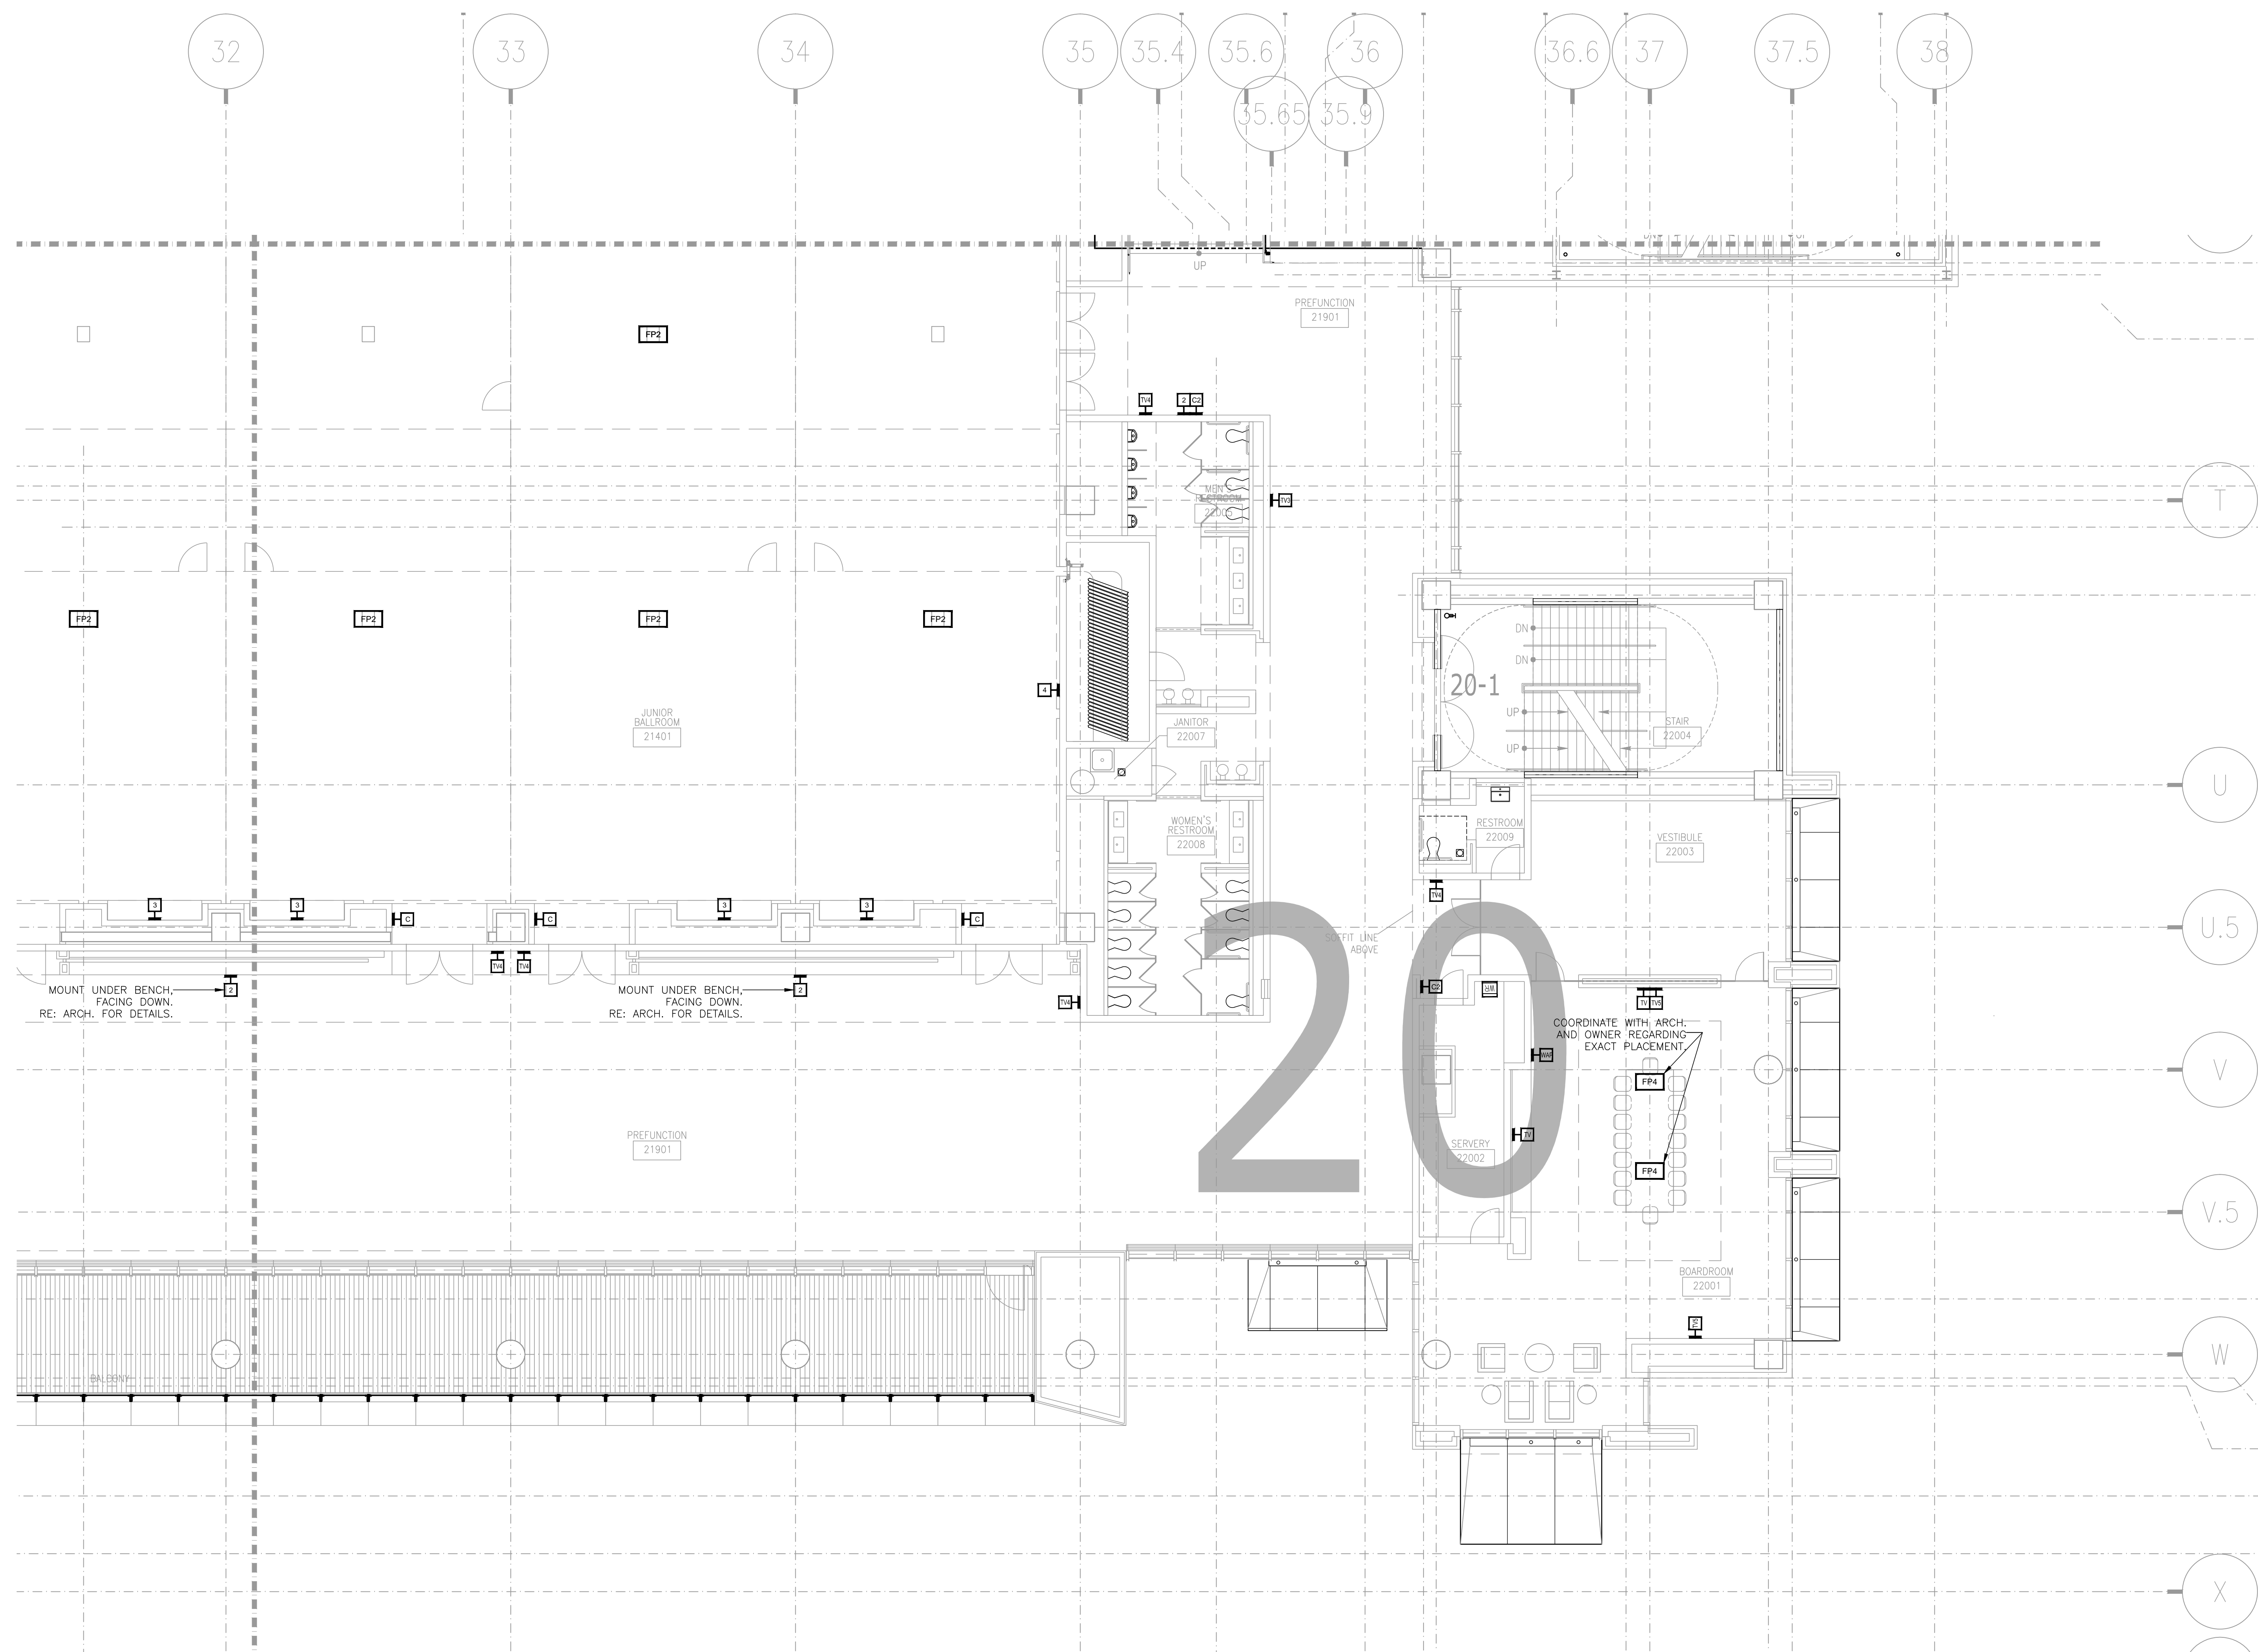 32
33
34
35
35.4
35.6
36
36.6
37
37.5
38
35.65
35.9
UP
PREFUNCTION
21901
FP2
TV4
2
C2
MEN'S
RESTROOM
22005
TV3
T
FP2
FP2
FP2
FP2
DN
DN
20-1
4
UP
UP
STAIR
22004
JUNIOR
BALLROOM
21401
JANITOR
22007
U
WOMEN'S
RESTROOM
22008
RESTROOM
22009
VESTIBULE
22003
TV4
3
3
C
C
3
3
C
U.5
SOFFIT LINE
ABOVE
20
TV4
TV4
MOUNT UNDER BENCH,
FACING DOWN.
RE: ARCH. FOR DETAILS.
2
MOUNT UNDER BENCH,
FACING DOWN.
RE: ARCH. FOR DETAILS.
2
TV4
C2
TV
TV5
COORDINATE WITH ARCH.
AND OWNER REGARDING
EXACT PLACEMENT.
WAP
V
FP4
TV
FP4
PREFUNCTION
21901
SERVERY
22002
V.5
BOARDROOM
22001
W
BALCONY
X